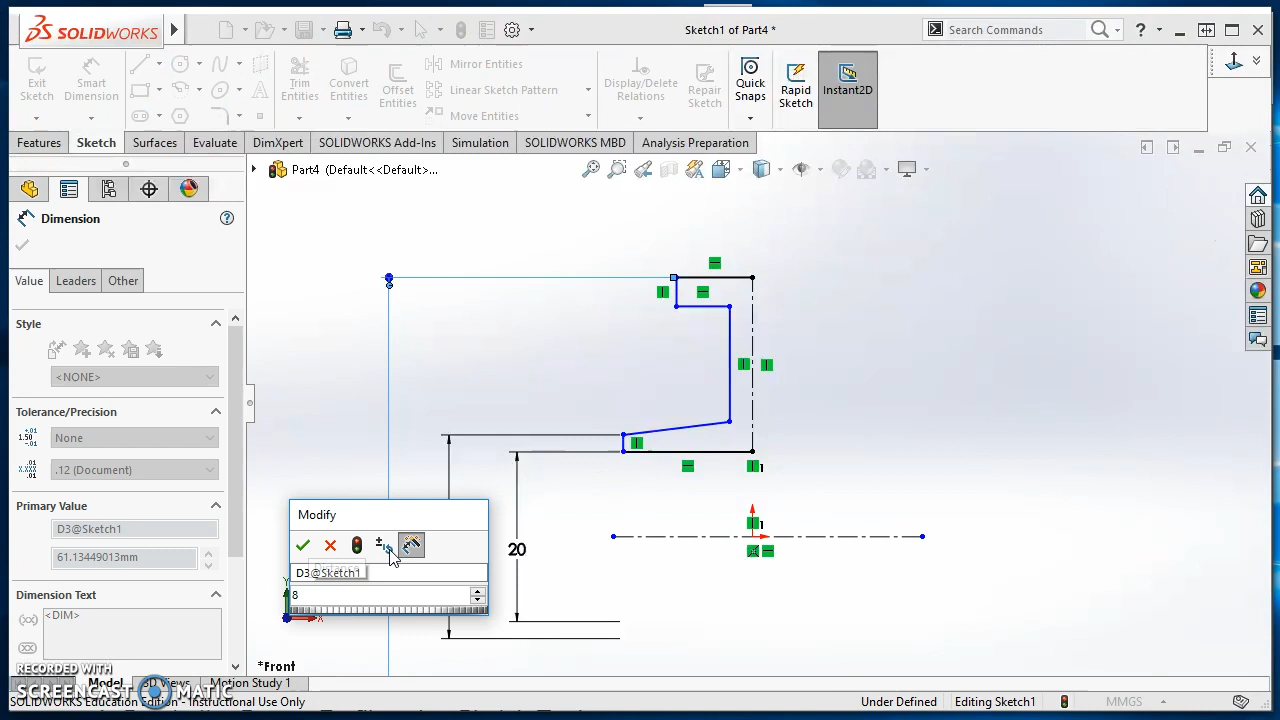 SOLIDWORKS
Sketch1 of Part4 *
Search Commands
?
Exit Sketch
Smart Dimension
Trim Entities
Convert Entities
Offset Entities
Mirror Entities
Linear Sketch Pattern
Move Entities
Display/Delete Relations
Repair Sketch
Quick Snaps
Rapid Sketch
Instant2D
Features
Sketch
Surfaces
Evaluate
DimXpert
SOLIDWORKS Add-Ins
Simulation
SOLIDWORKS MBD
Analysis Preparation
Part4 (Default<<Default>...
Dimension
Value
Leaders
Other
Style
<NONE>
Tolerance/Precision
None
.12 (Document)
Primary Value
D3@Sketch1
61.13449013mm
Dimension Text
<DIM>
Modify
D3@Sketch1
8
20
1
1
Y
X
*Front
Model
3D Views
Motion Study 1
RECORDED WITH
SCREENCAST MATIC
SOLIDWORKS Education Edition - Instructional Use Only
Under Defined
Editing Sketch1
MMGS